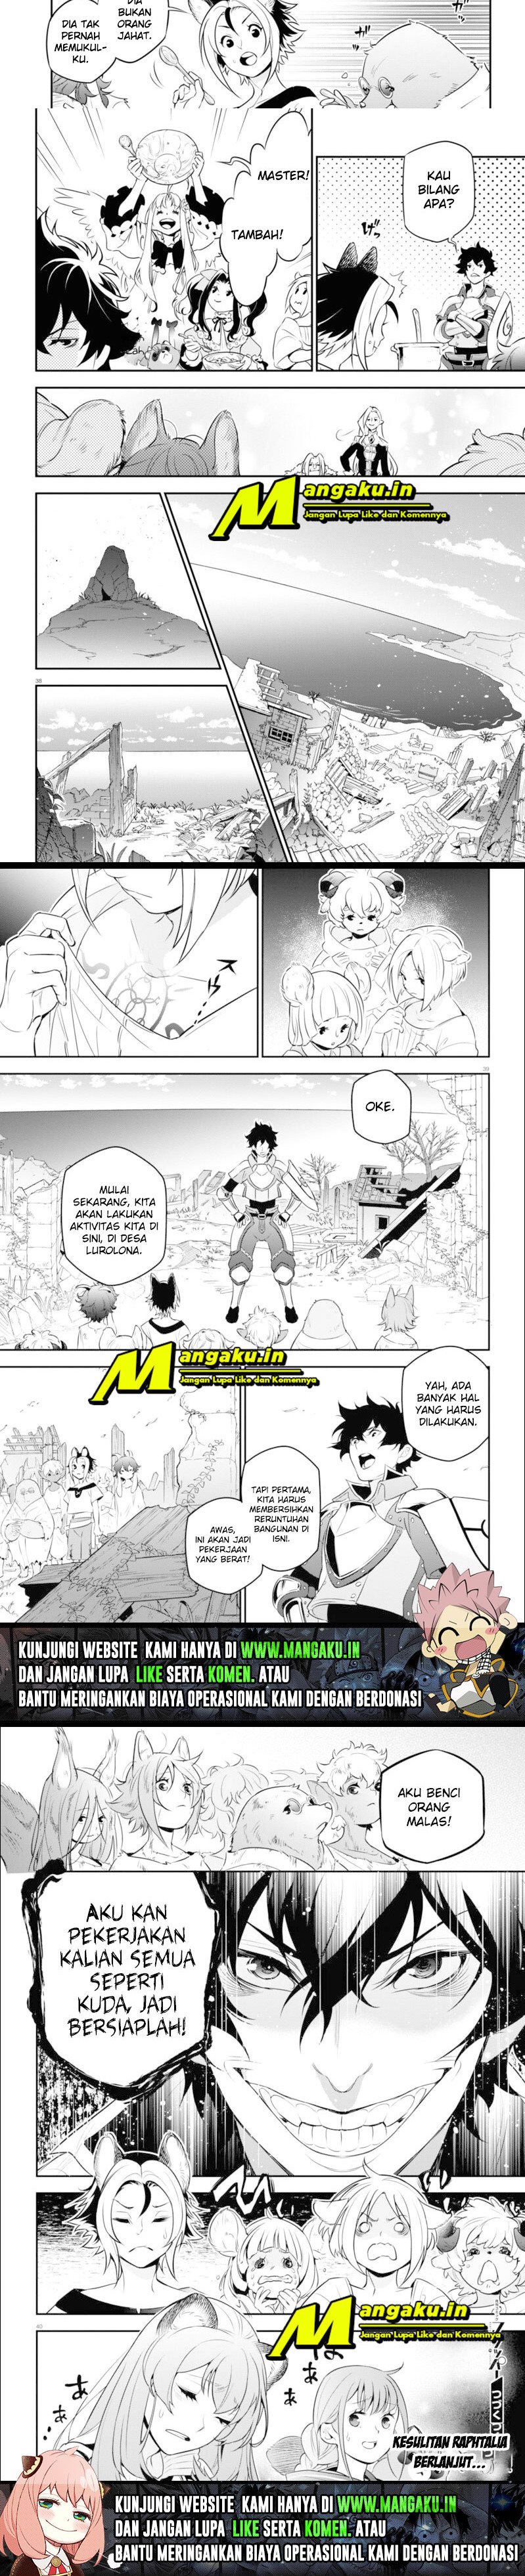 DIA
BUKAN
ORANG
JAHAT.
DIA TAK
PERNAH
MEMUKUL-
KU.
KAU
BILANG
APA?
MASTER!
TAMBAH!
Mangaku.in
Jangan Lupa Like dan Komennya
38
39
OKE.
MULAI
SEKARANG, KITA
AKAN LAKUKAN
AKTIVITAS KITA DI
SINI, DI DESA
LUROLONA.
Mangaku.in
Jangan Lupa Like dan Komennya
YAH, ADA
BANYAK HAL
YANG HARUS
DILAKUKAN.
TAPI PERTAMA,
KITA HARUS
MEMBERSIHKAN
RERUNTUHAN
BANGUNAN DI
ISNI.
AWAS,
INI AKAN JADI
PEKERJAAN
YANG BERAT!
KUNJUNGI WEBSITE KAMI HANYA DI WWW.MANGAKU.IN
DAN JANGAN LUPA LIKE SERTA KOMEN. ATAU
BANTU MERINGANKAN BIAYA OPERASIONAL KAMI DENGAN BERDONASI
AKU BENCI
ORANG
MALAS!
AKU KAN
PEKERJAKAN
KALIAN SEMUA
SEPERTI
KUDA, JADI
BERSIAPLAH!
40
Mangaku.in
Jangan Lupa Like dan Komennya
KESULITAN RAPHTALIA
BERLANJUT...
KUNJUNGI WEBSITE KAMI HANYA DI WWW.MANGAKU.IN
DAN JANGAN LUPA LIKE SERTA KOMEN. ATAU
BANTU MERINGANKAN BIAYA OPERASIONAL KAMI DENGAN BERDONASI